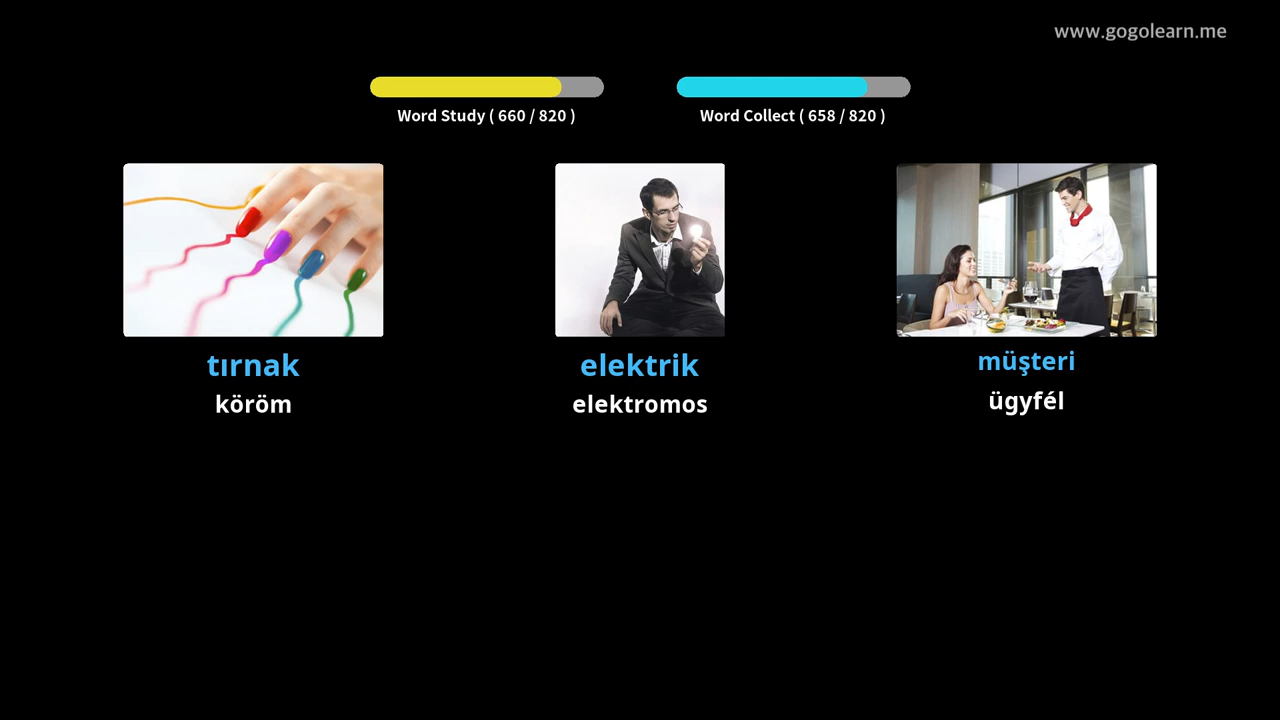 www.gogolearn.me
Word Study ( 660 / 820 )
Word Collect ( 658 / 820 )
tırnak
köröm
elektrik
elektromos
müşteri
ügyfél